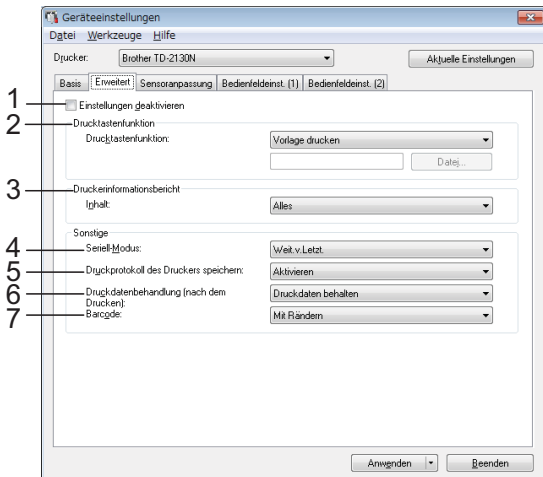 Geräteeinstellungen
Datei Werkzeuge Hilfe
Drucker: Brother TD-2130N Aktuelle Einstellungen
Basis Erweitert Sensoranpassung Bedienfeldeinst. (1) Bedienfeldeinst. (2)
1 Einstellungen deaktivieren
2 Drucktastenfunktion
Drucktastenfunktion: Vorlage drucken
Datei...
3 Druckerinformationsbericht
Inhalt: Alles
Sonstige
4 Seriell-Modus: Weit.v.Letzt.
5 Druckprotokoll des Druckers speichern: Aktivieren
6 Druckdatenbehandlung (nach dem Drucken): Druckdaten behalten
7 Barcode: Mit Rändern
Anwenden Beenden